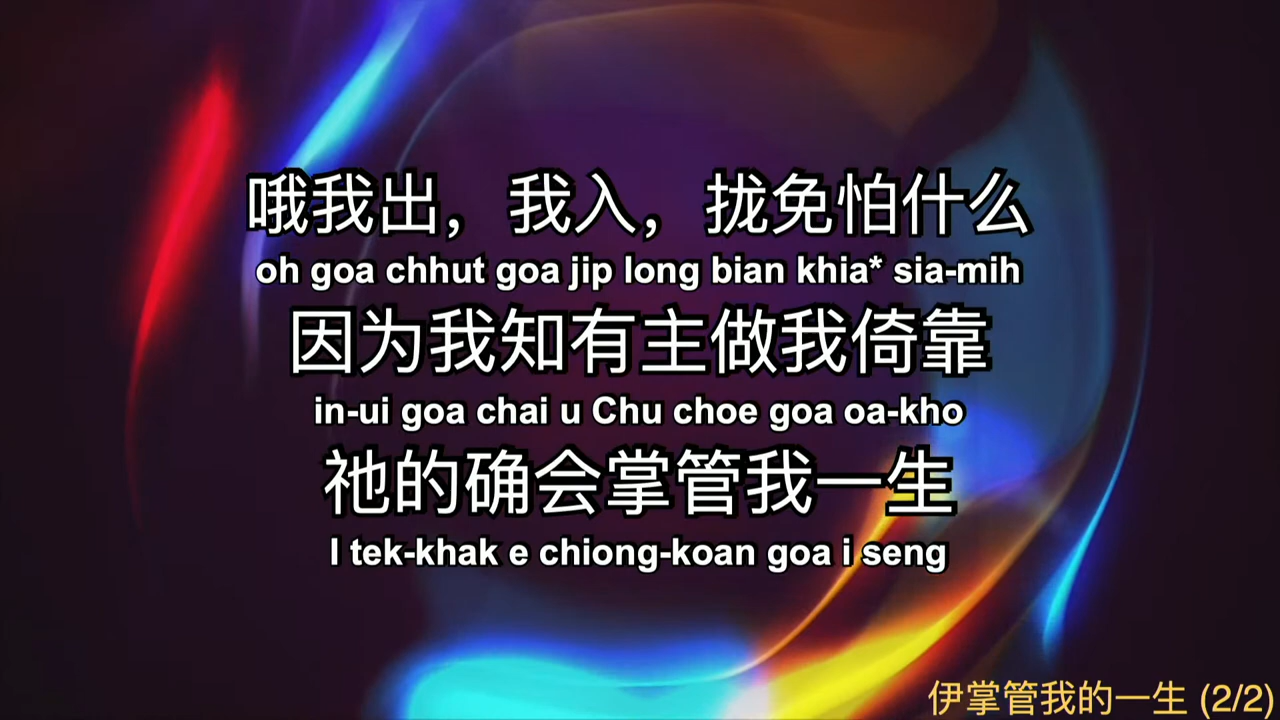 哦我出，我入，拢免怕什么
oh goa chhut goa jip long bian khia* sia-mih
因为我知有主做我倚靠
in-ui goa chai u Chu choe goa oa-kho
祂的确会掌管我一生
I tek-khak e chiong-koan goa i seng
伊掌管我的一生 (2/2)